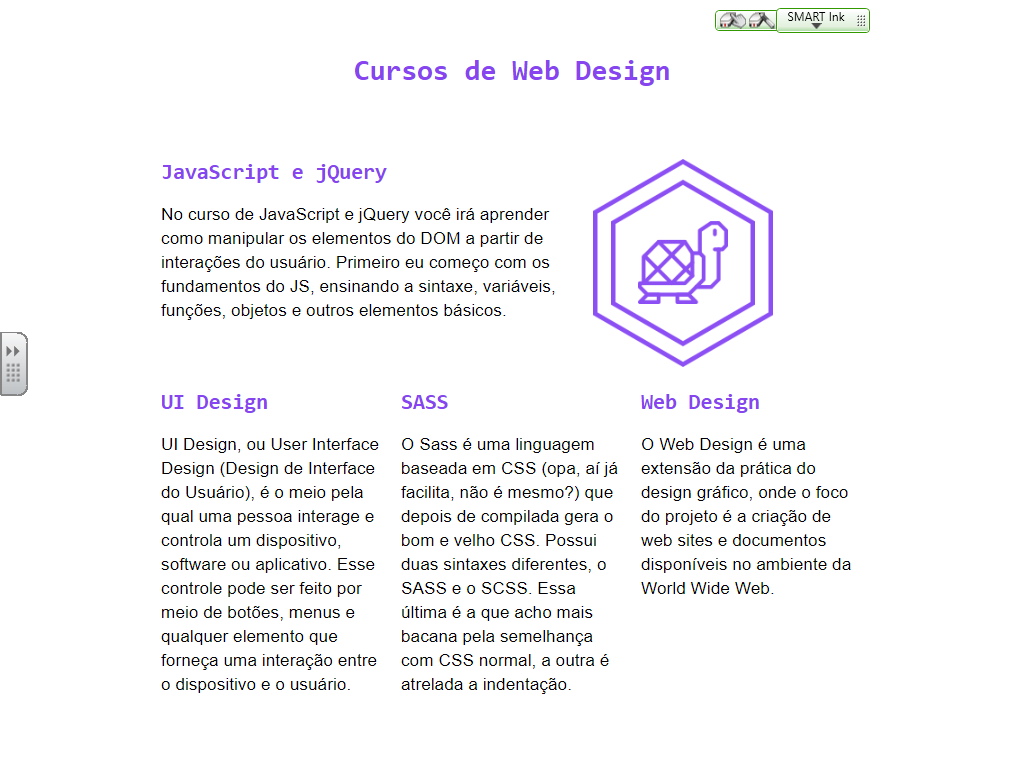 SMART Ink
Cursos de Web Design
JavaScript e jQuery
No curso de JavaScript e jQuery você irá aprender
como manipular os elementos do DOM a partir de
interações do usuário. Primeiro eu começo com os
fundamentos do JS, ensinando a sintaxe, variáveis,
funções, objetos e outros elementos básicos.
UI Design
UI Design, ou User Interface
Design (Design de Interface
do Usuário), é o meio pela
qual uma pessoa interage e
controla um dispositivo,
software ou aplicativo. Esse
controle pode ser feito por
meio de botões, menus e
qualquer elemento que
forneça uma interação entre
o dispositivo e o usuário.
SASS
O Sass é uma linguagem
baseada em CSS (opa, aí já
facilita, não é mesmo?) que
depois de compilada gera o
bom e velho CSS. Possui
duas sintaxes diferentes, o
SASS e o SCSS. Essa
última é a que acho mais
bacana pela semelhança
com CSS normal, a outra é
atrelada a indentação.
Web Design
O Web Design é uma
extensão da prática do
design gráfico, onde o foco
do projeto é a criação de
web sites e documentos
disponíveis no ambiente da
World Wide Web.